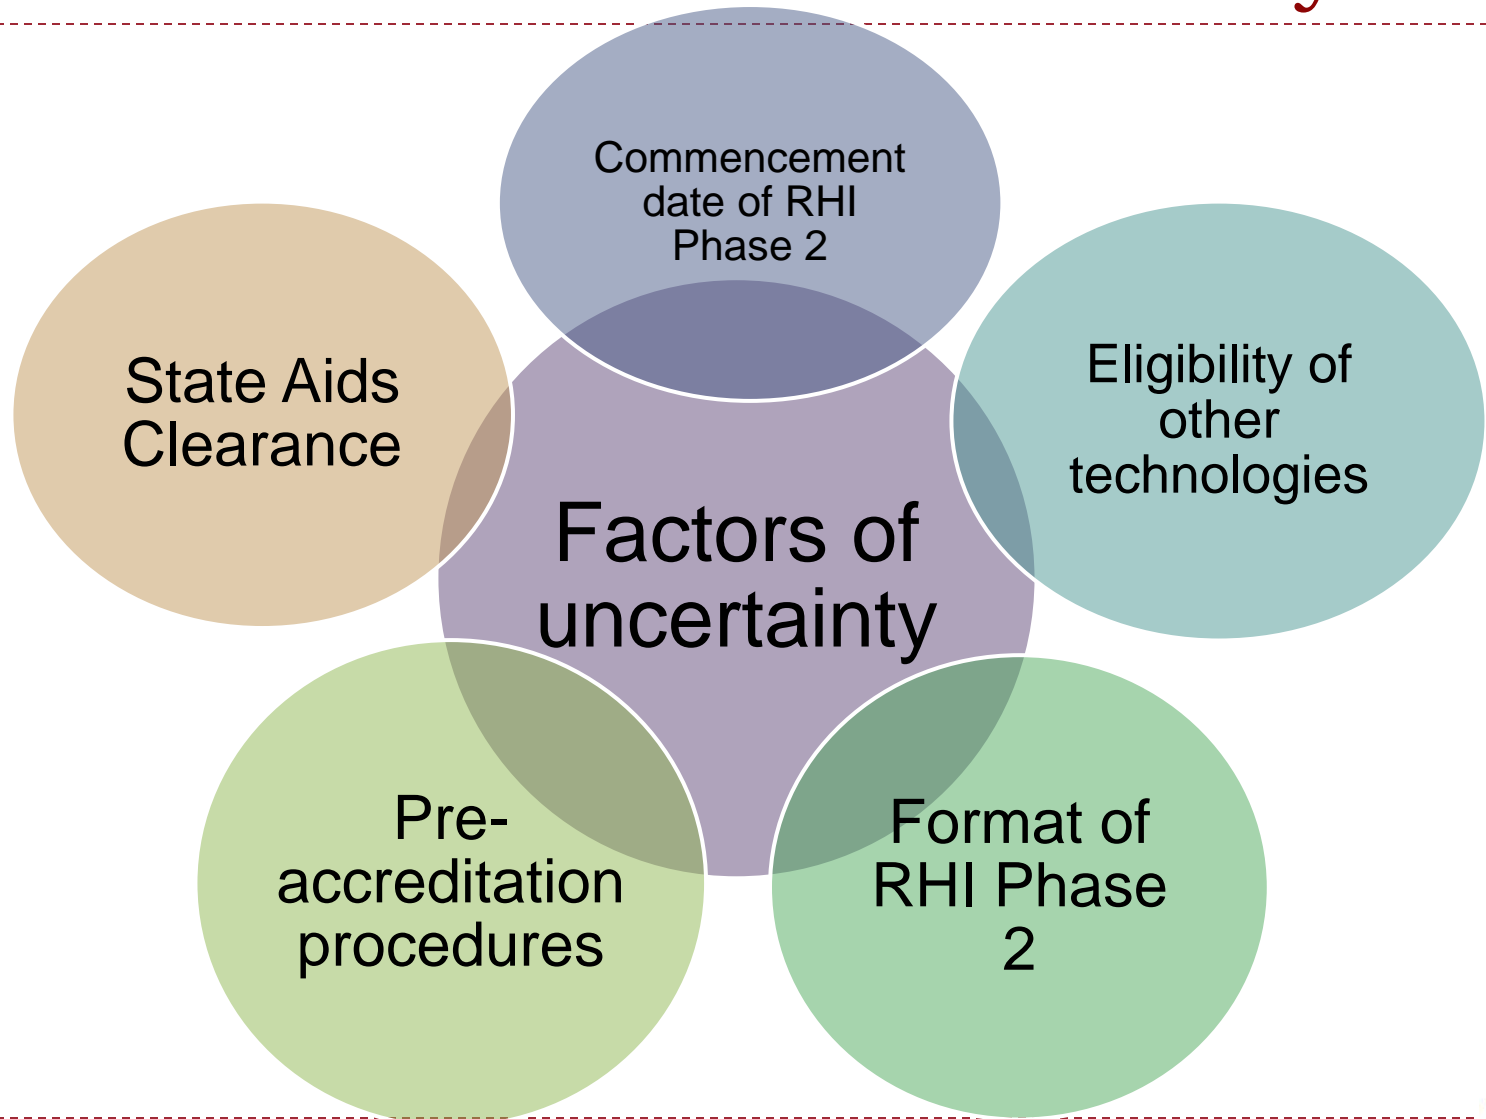 Commencement
date of RHI
Phase 2
State Aids
Clearance
Eligibility of
other
technologies
Factors of
uncertainty
Pre-
accreditation
procedures
Format of
RHI Phase
2